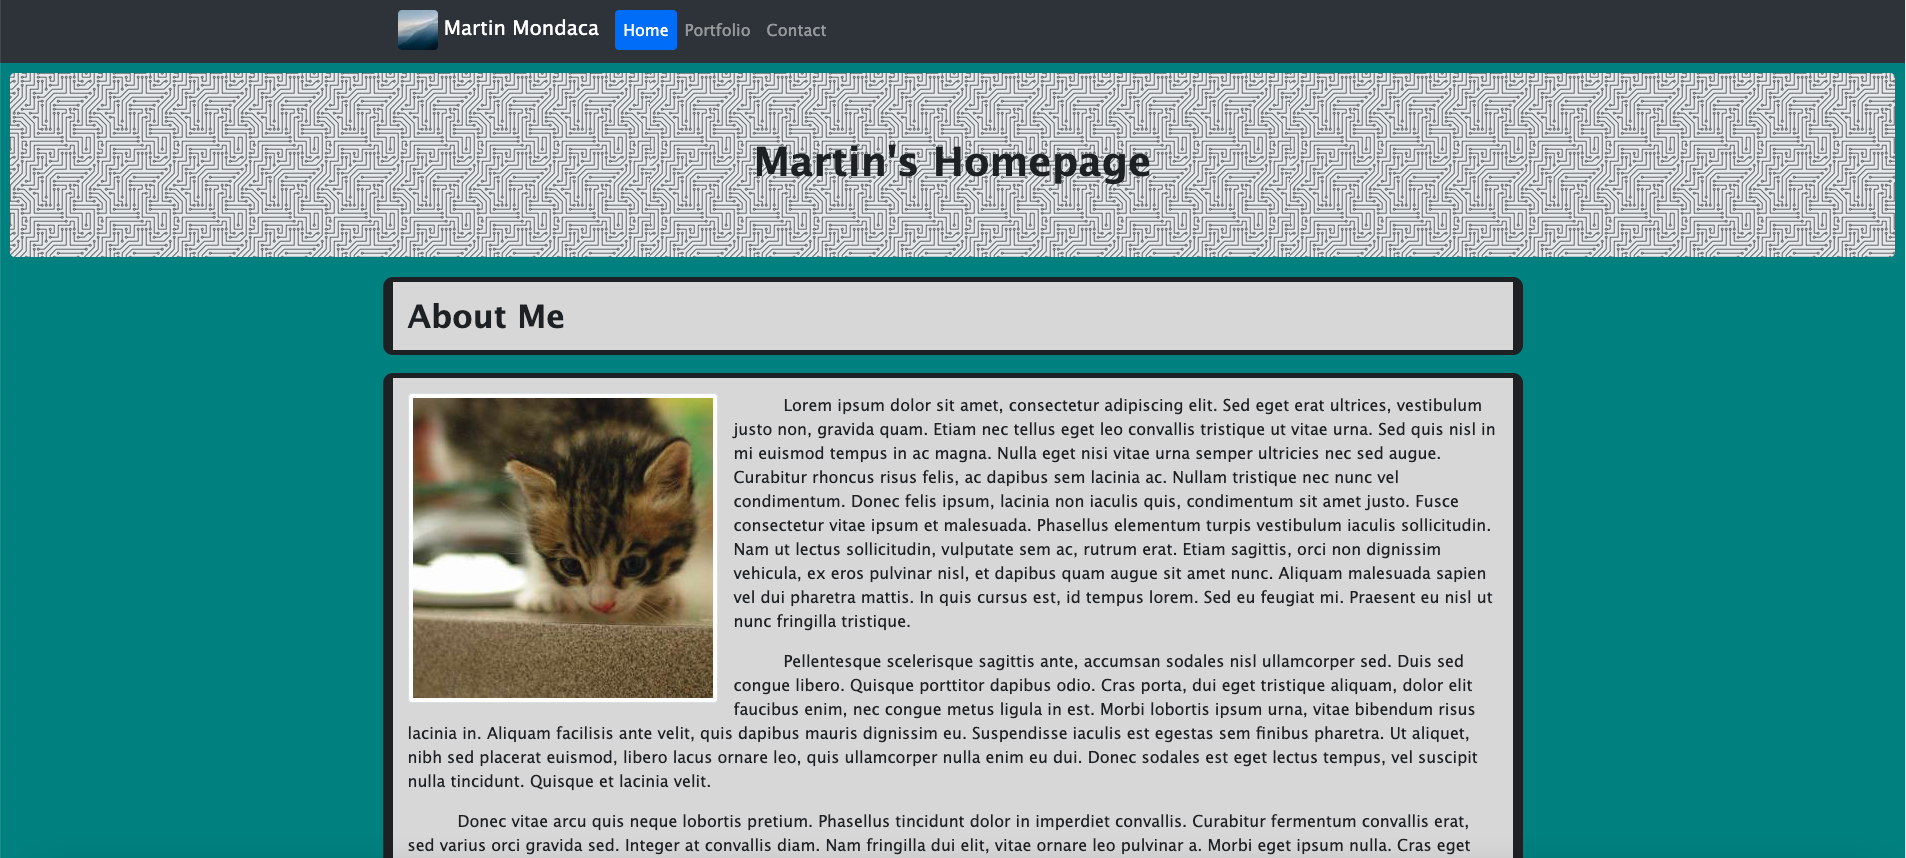 Martin Mondaca Home Portfolio Contact
Martin's Homepage
About Me
Lorem ipsum dolor sit amet, consectetur adipiscing elit. Sed eget erat ultrices, vestibulum
justo non, gravida quam. Etiam nec tellus eget leo convallis tristique ut vitae urna. Sed quis nisl in
mi euismod tempus in ac magna. Nulla eget nisi vitae urna semper ultricies nec sed augue.
Curabitur rhoncus risus felis, ac dapibus sem lacinia ac. Nullam tristique nec nunc vel
condimentum. Donec felis ipsum, lacinia non iaculis quis, condimentum sit amet justo. Fusce
consectetur vitae ipsum et malesuada. Phasellus elementum turpis vestibulum iaculis sollicitudin.
Nam ut lectus sollicitudin, vulputate sem ac, rutrum erat. Etiam sagittis, orci non dignissim
vehicula, ex eros pulvinar nisl, et dapibus quam augue sit amet nunc. Aliquam malesuada sapien
vel dui pharetra mattis. In quis cursus est, id tempus lorem. Sed eu feugiat mi. Praesent eu nisl ut
nunc fringilla tristique.
Pellentesque scelerisque sagittis ante, accumsan sodales nisl ullamcorper sed. Duis sed
congue libero. Quisque porttitor dapibus odio. Cras porta, dui eget tristique aliquam, dolor elit
faucibus enim, nec congue metus ligula in est. Morbi lobortis ipsum urna, vitae bibendum risus
lacinia in. Aliquam facilisis ante velit, quis dapibus mauris dignissim eu. Suspendisse iaculis est egestas sem finibus pharetra. Ut aliquet,
nibh sed placerat euismod, libero lacus ornare leo, quis ullamcorper nulla enim eu dui. Donec sodales est eget lectus tempus, vel suscipit
nulla tincidunt. Quisque et lacinia velit.
Donec vitae arcu quis neque lobortis pretium. Phasellus tincidunt dolor in imperdiet convallis. Curabitur fermentum convallis erat,
sed varius orci gravida sed. Integer at convallis diam. Nam fringilla dui elit, vitae ornare leo pulvinar a. Morbi eget ipsum nulla. Cras eget